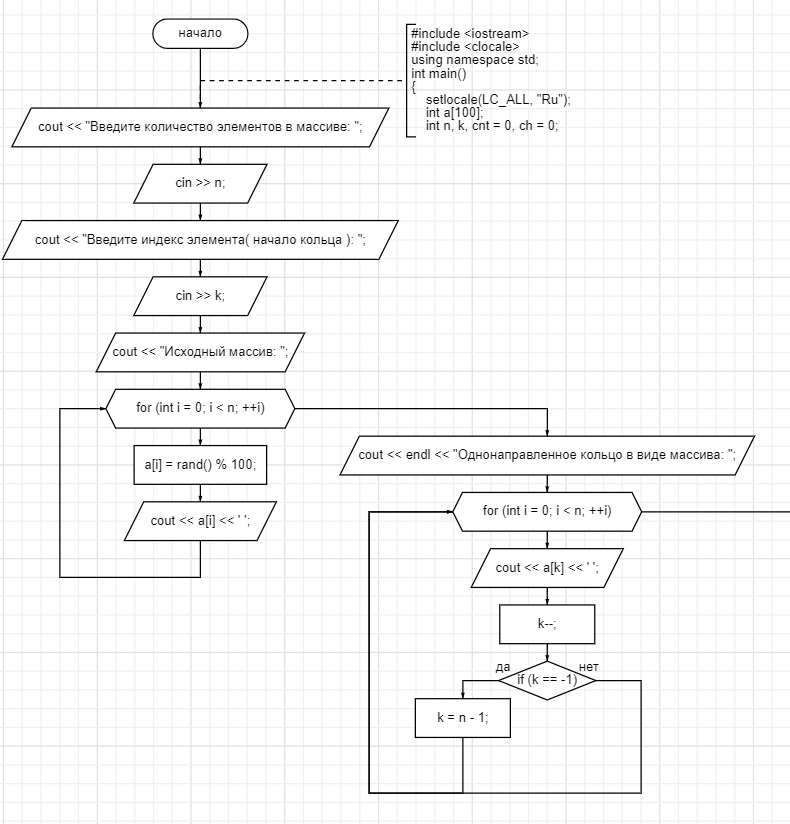 начало
#include <iostream>
#include <clocale>
using namespace std;
int main()
{
setlocale(LC_ALL, "Ru");
int a[100];
int n, k, cnt = 0, ch = 0;
cout << "Введите количество элементов в массиве: ";
cin >> n;
cout << "Введите индекс элемента( начало кольца ): ";
cin >> k;
cout << "Исходный массив: ";
for (int i = 0; i < n; ++i)
a[i] = rand() % 100;
cout << a[i] << ' ';
cout << endl << "Однонаправленное кольцо в виде массива: ";
for (int i = 0; i < n; ++i)
cout << a[k] << ' ';
k--;
да
нет
if (k == -1)
k = n - 1;